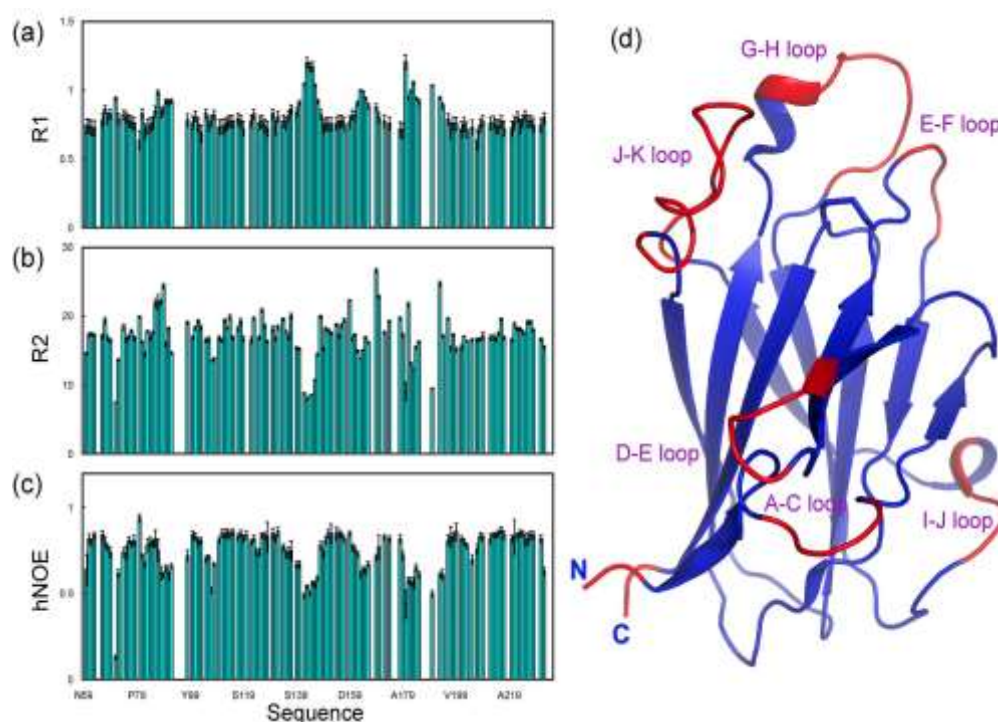 (a)
1.5
1
0.5
0
R1
(b)
30
20
10
0
R2
(c)
1
0.5
0
hNOE
N59 P79 Y99 S119 S139 D159 A179 V199 A219
Sequence
(d)
G-H loop
E-F loop
J-K loop
D-E loop
A-C loop
I-J loop
N
C